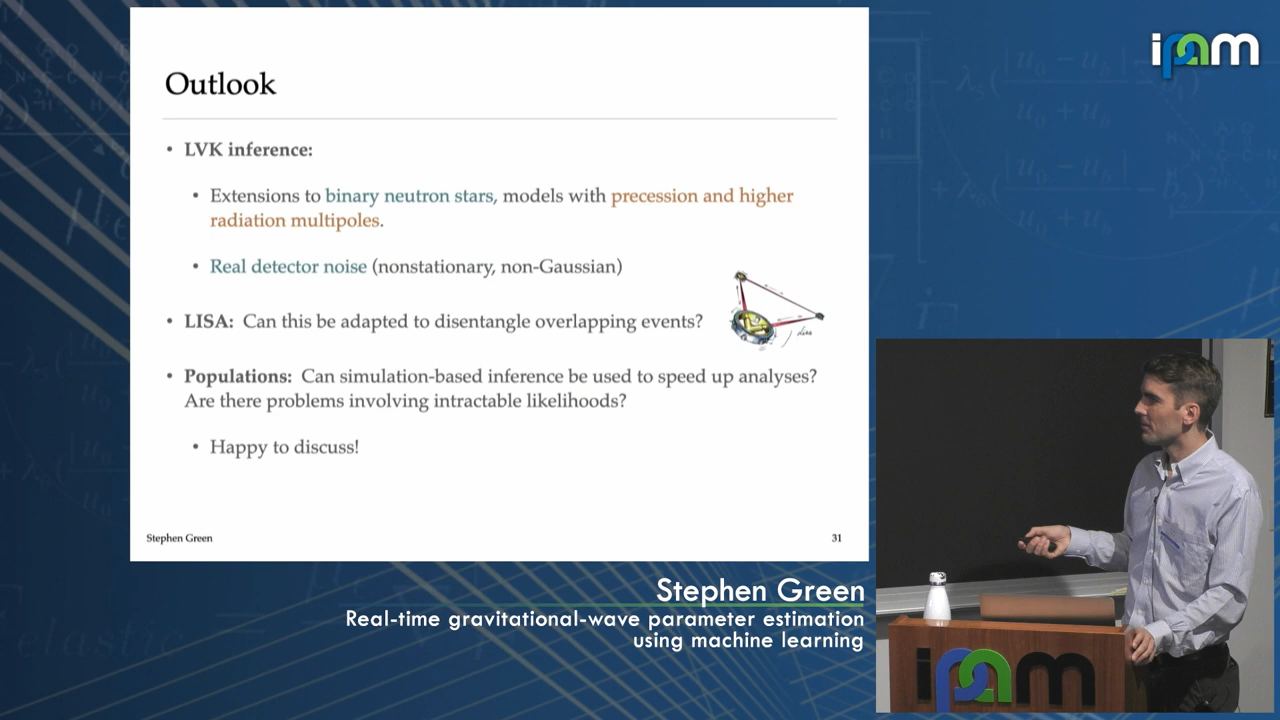 ipam
Outlook
• LVK inference:
• Extensions to binary neutron stars, models with precession and higher
radiation multipoles.
• Real detector noise (nonstationary, non-Gaussian)
• LISA: Can this be adapted to disentangle overlapping events?
lisa
• Populations: Can simulation-based inference be used to speed up analyses?
Are there problems involving intractable likelihoods?
• Happy to discuss!
Stephen Green
31
Stephen Green
Real-time gravitational-wave parameter estimation
using machine learning
ipam